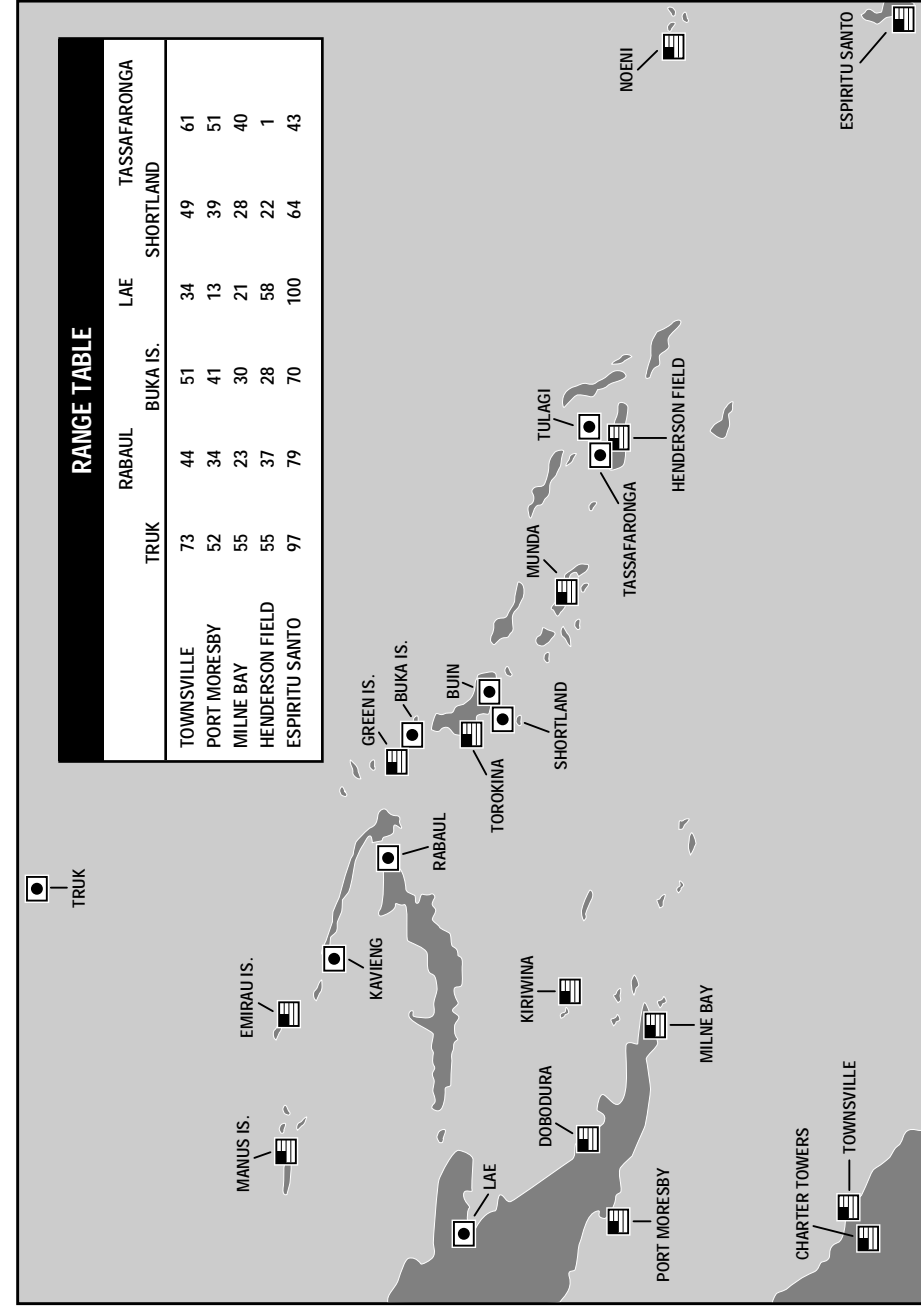 RANGE TABLE
RABAUL LAE TASSAFARONGA
TRUK BUKA IS. SHORTLAND
TOWNSVILLE 73 44 51 34 49 61
PORT MORESBY 52 34 41 13 39 51
MILNE BAY 55 23 30 21 28 40
HENDERSON FIELD 55 37 28 58 22 1
ESPIRITU SANTO 97 79 70 100 64 43
TRUK
MANUS IS.
EMIRAU IS.
GREEN IS.
KAVIENG
BUKA IS.
RABAUL
BUIN
LAE
TOROKINA
KIRIWINA
MUNDA
TULAGI
DOBODURA
SHORTLAND
NOENI
TASSAFARONGA
PORT MORESBY
HENDERSON FIELD
MILNE BAY
CHARTER TOWERS
TOWNSVILLE
ESPIRITU SANTO